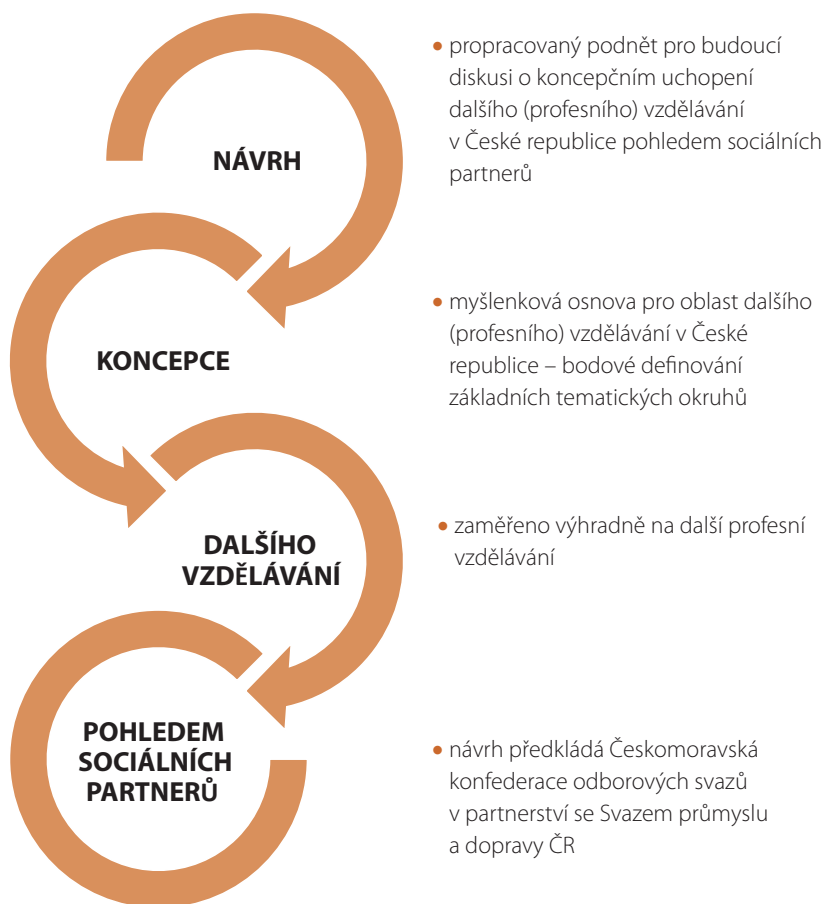 NÁVRH
• propracovaný podnět pro budoucí
diskusi o koncepčním uchopení
dalšího (profesního) vzdělávání
v České republice pohledem sociálních
partnerů
KONCEPCE
• myšlenková osnova pro oblast dalšího
(profesního) vzdělávání v České
republice – bodové definování
základních tematických okruhů
DALŠÍHO
VZDĚLÁVÁNÍ
• zaměřeno výhradně na další profesní
vzdělávání
POHLEDEM
SOCIÁLNÍCH
PARTNERŮ
• návrh předkládá Českomoravská
konfederace odborových svazů
v partnerství se Svazem průmyslu
a dopravy ČR